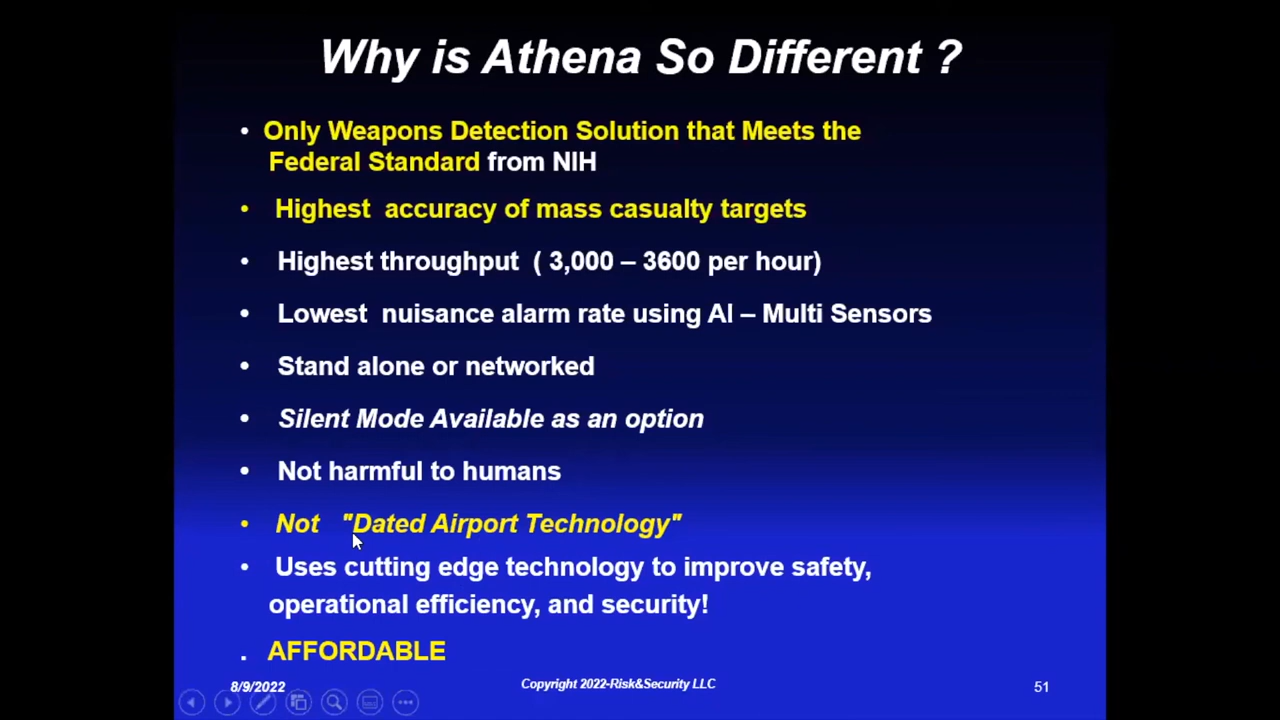 Why is Athena So Different ?
• Only Weapons Detection Solution that Meets the
Federal Standard from NIH
• Highest accuracy of mass casualty targets
• Highest throughput ( 3,000 – 3600 per hour)
• Lowest nuisance alarm rate using AI – Multi Sensors
• Stand alone or networked
• Silent Mode Available as an option
• Not harmful to humans
• Not "Dated Airport Technology"
• Uses cutting edge technology to improve safety,
operational efficiency, and security!
. AFFORDABLE
8/9/2022 Copyright 2022-Risk&Security LLC 51